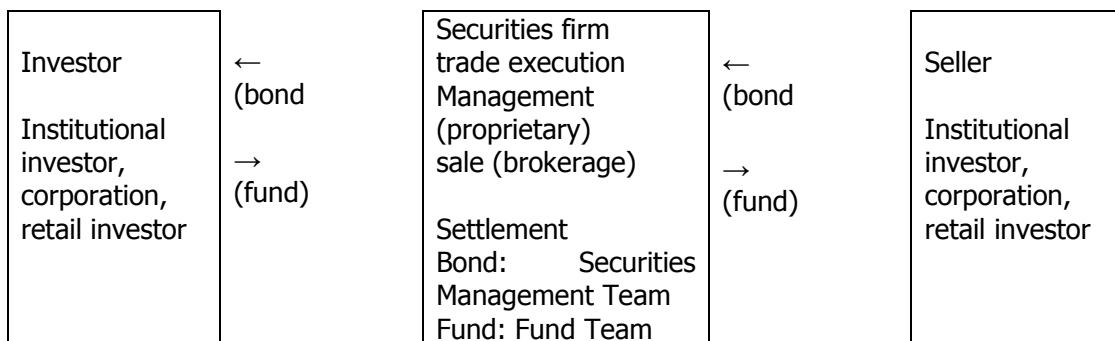 Investor
Institutional
investor,
corporation,
retail investor
←
(bond
→
(fund)
Securities firm
trade execution
Management
(proprietary)
sale (brokerage)
Settlement
Bond: Securities
Management Team
Fund: Fund Team
←
(bond
→
(fund)
Seller
Institutional
investor,
corporation,
retail investor